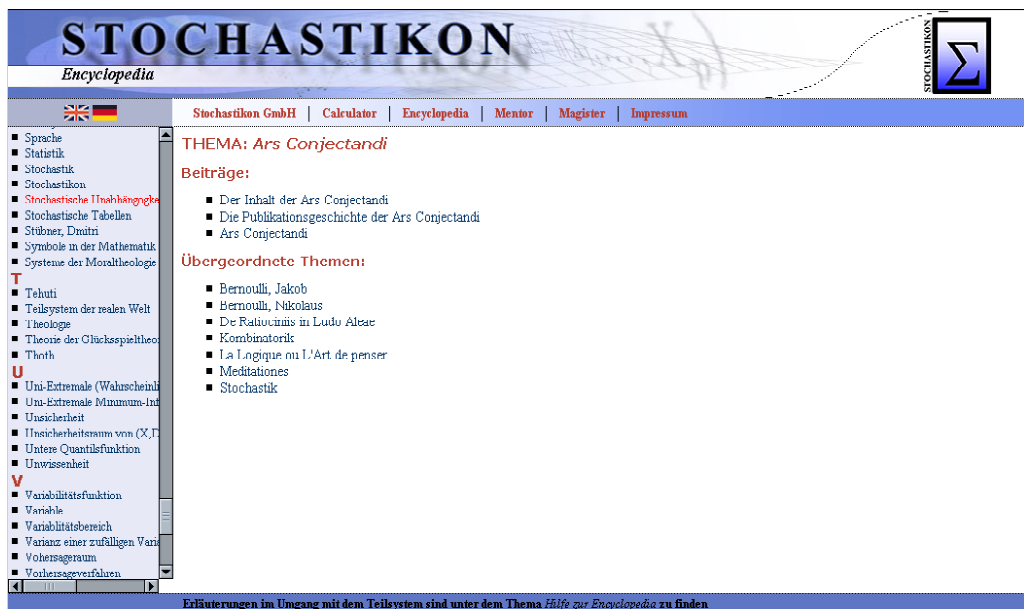 STOCHASTIKON
Encyclopedia
STOCHASTIKON
Σ
Stochastikon GmbH | Calculator | Encyclopedia | Mentor | Magister | Impressum
Sprache
Statistik
Stochastik
Stochastikon
Stochastische Unabhängogke
Stochastische Tabellen
Stübner, Dmitri
Symbole in der Mathematik
Systeme der Moraltheologie
T
Tehuti
Teilsystem der realen Welt
Theologie
Theorie der Glücksspieltheo
Thoth
U
Uni-Extremale (Wahrscheinli
Uni-Extremale Minimum-Inf
Unsicherheit
Unsicherheitsraum von (X,D
Untere Quantilsfunktion
Unwissenheit
V
Variabilitätsfunktion
Variable
Variablitätsbereich
Varianz einer zufälligen Varia
Vohersageraum
Vorhersageverfahren
THEMA: Ars Conjectandi
Beiträge:
Der Inhalt der Ars Conjectandi
Die Publikationsgeschichte der Ars Conjectandi
Ars Conjectandi
Übergeordnete Themen:
Bernoulli, Jakob
Bernoulli, Nikolaus
De Ratiociniis in Ludo Aleae
Kombinatorik
La Logique ou L'Art de penser
Meditationes
Stochastik
Erläuterungen im Umgang mit dem Teilsystem sind unter dem Thema Hilfe zur Encyclopedia zu finden